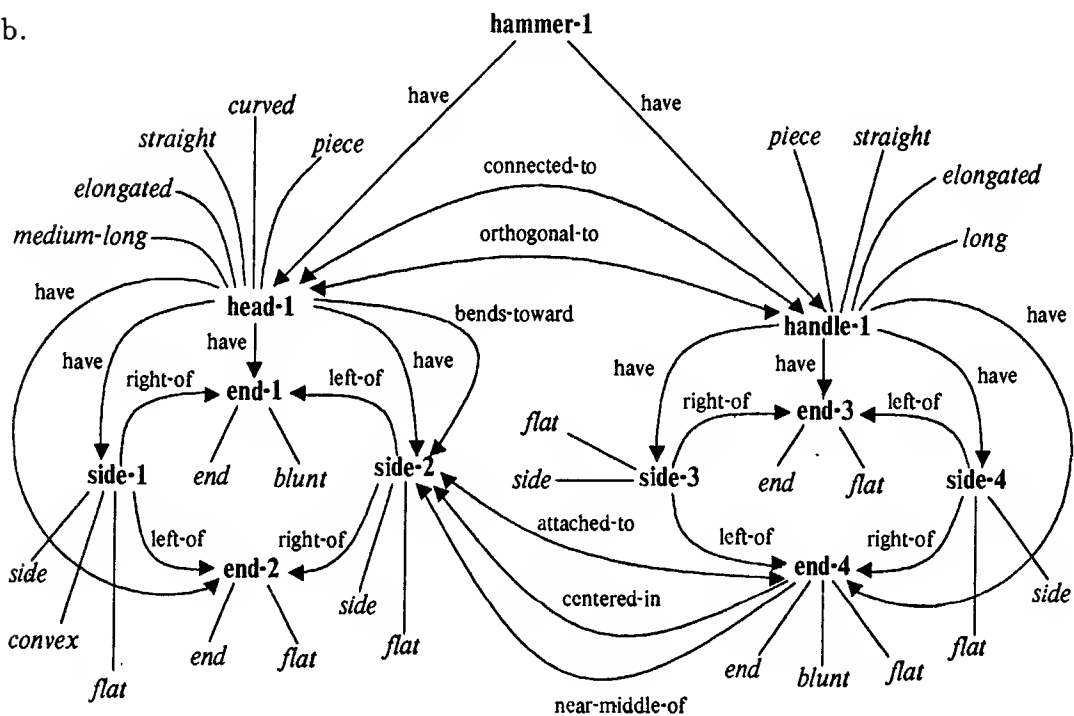 b.
hammer-1
have
have
curved
straight
piece
elongated
medium-long
piece
straight
elongated
long
connected-to
orthogonal-to
bends-toward
have
head-1
have
have
have
right-of
end-1
left-of
side-1
end
blunt
side-2
left-of
end-2
right-of
side
convex
flat
end
flat
side
flat
handle-1
have
have
have
have
flat
side
right-of
end-3
left-of
side-3
end
flat
side-4
attached-to
left-of
end-4
right-of
centered-in
near-middle-of
end
blunt
flat
flat
side